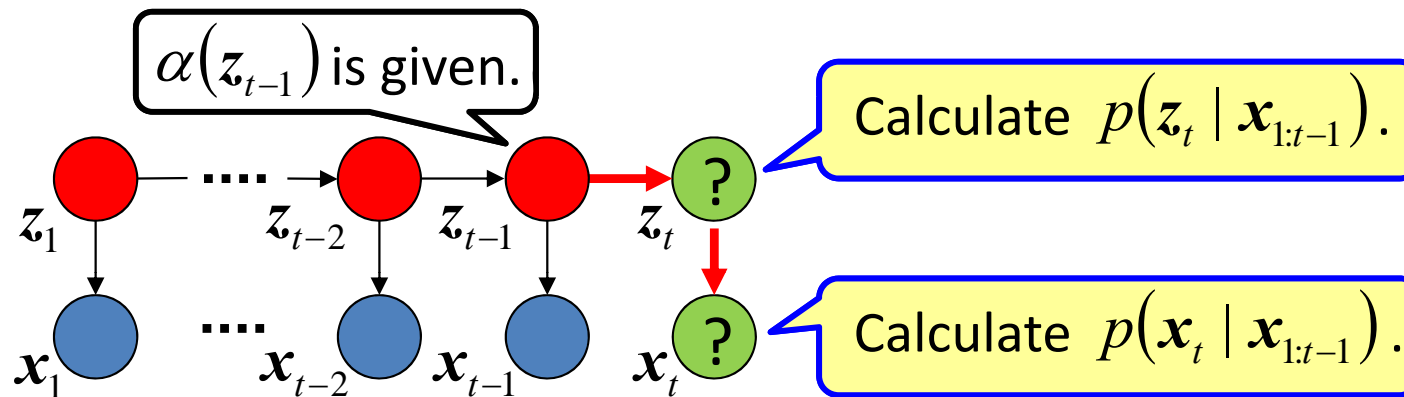 α(z_{t−1}) is given.
Calculate p(z_t | x_{1:t−1}).
? ?
z_1 .... z_{t−2} z_{t−1} z_t
Calculate p(x_t | x_{1:t−1}).
x_1 .... x_{t−2} x_{t−1} x_t